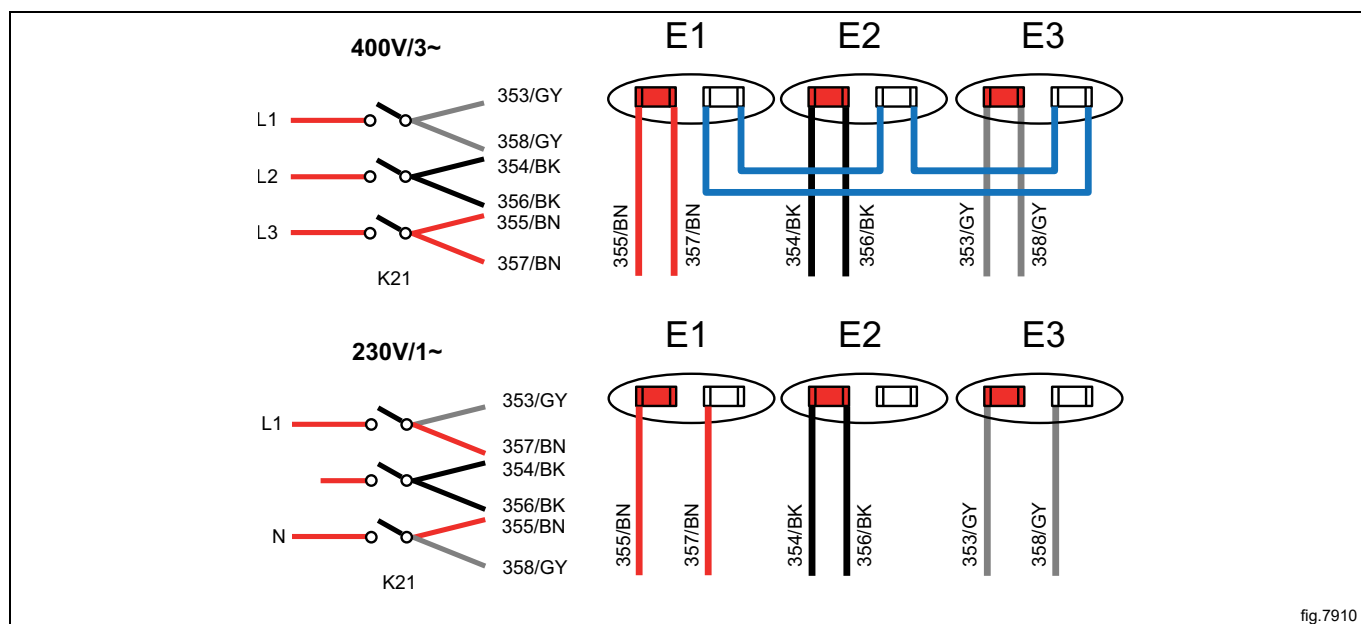 400V/3~
E1 E2 E3
353/GY
L1
358/GY
354/BK
L2
356/BK
355/BN
L3
357/BN
K21
355/BN 357/BN 354/BK 356/BK 353/GY 358/GY
230V/1~
E1 E2 E3
353/GY
L1
357/BN
354/BK
356/BK
355/BN
N
358/GY
K21
355/BN 357/BN 354/BK 356/BK 353/GY 358/GY
fig.7910